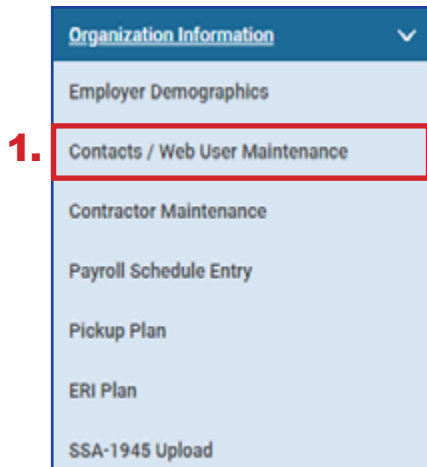 Organization Information
Employer Demographics
1. Contacts / Web User Maintenance
Contractor Maintenance
Payroll Schedule Entry
Pickup Plan
ERI Plan
SSA-1945 Upload